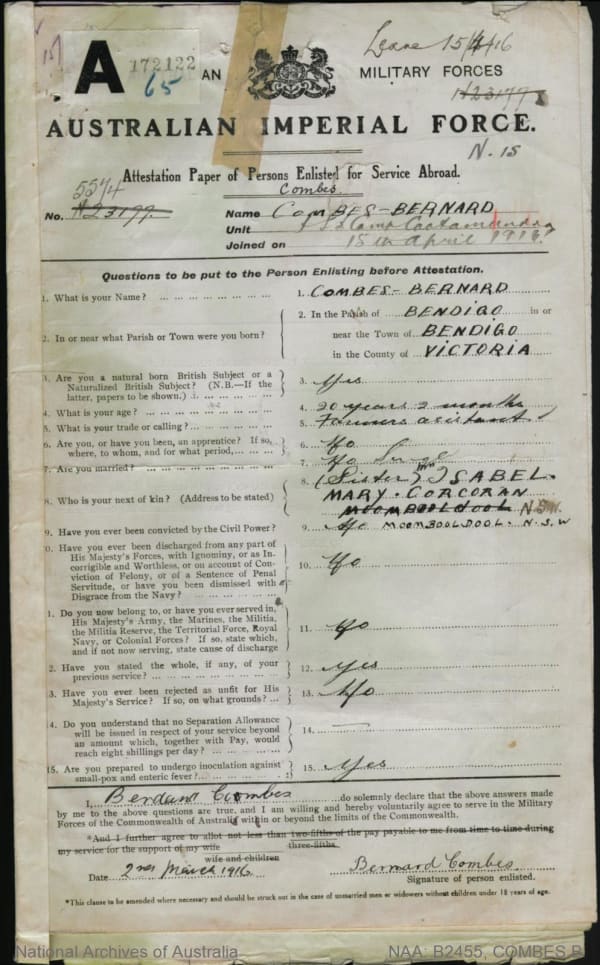 Leave 15/4/16
A 172122
65
AN
MILITARY FORCES
N23177
AUSTRALIAN IMPERIAL FORCE.
N. 15
Attestation Paper of Persons Enlisted for Service Abroad.
5574
Combes.
No. N23177.
Name COMBES-BERNARD
Unit Camp Cootamundra
Joined on 15th April 1916
Questions to be put to the Person Enlisting before Attestation.
1. What is your Name? 1. COMBES-BERNARD
2. In or near what Parish or Town were you born? 2. In the Parish of BENDIGO in or
near the Town of BENDIGO
in the County of VICTORIA
3. Are you a natural born British Subject or a
Naturalized British Subject? (N.B.—If the
latter, papers to be shown.) 3. Yes
4. What is your age? 4. 20 years 2 months
5. What is your trade or calling? 5. Farmers assistant
6. Are you, or have you been, an apprentice? If so,
where, to whom, and for what period, 6. No
7. Are you married? 7. No Single
8. Who is your next of kin? (Address to be stated) 8. (Sister) Mrs ISABEL.
MARY. CORCORAN
MOOMBOOLDOOL N.S.W.
9. Have you ever been convicted by the Civil Power? 9. No MOOMBOOLDOOL. N.S.W
10. Have you ever been discharged from any part of
His Majesty's Forces, with Ignominy, or as In-
corrigible and Worthless, or on account of Con-
viction of Felony, or of a Sentence of Penal
Servitude, or have you been dismissed with
Disgrace from the Navy? 10. No
1. Do you now belong to, or have you ever served in,
His Majesty's Army, the Marines, the Militia,
the Militia Reserve, the Territorial Force, Royal
Navy, or Colonial Forces? If so, state which,
and if not now serving, state cause of discharge 11. No
2. Have you stated the whole, if any, of your
previous service? 12. Yes
3. Have you ever been rejected as unfit for His
Majesty's Service? If so, on what grounds? 13. No
4. Do you understand that no Separation Allowance
will be issued in respect of your service beyond
an amount which, together with Pay, would
reach eight shillings per day? 14. —
15. Are you prepared to undergo inoculation against
small-pox and enteric fever? 15. Yes
I, Bernard Combes do solemnly declare that the above answers made
by me to the above questions are true, and I am willing and hereby voluntarily agree to serve in the Military
Forces of the Commonwealth of Australia within or beyond the limits of the Commonwealth.
*And I further agree to allot not less than two-fifths of the pay payable to me from time to time during
three-fifths
my service for the support of my wife
wife and children
Date 2nd March 1916.
Bernard Combes.
Signature of person enlisted.
*This clause to be amended where necessary and should be struck out in the case of unmarried men or widowers without children under 18 years of age.
National Archives of Australia
NAA: B2455, COMBES B